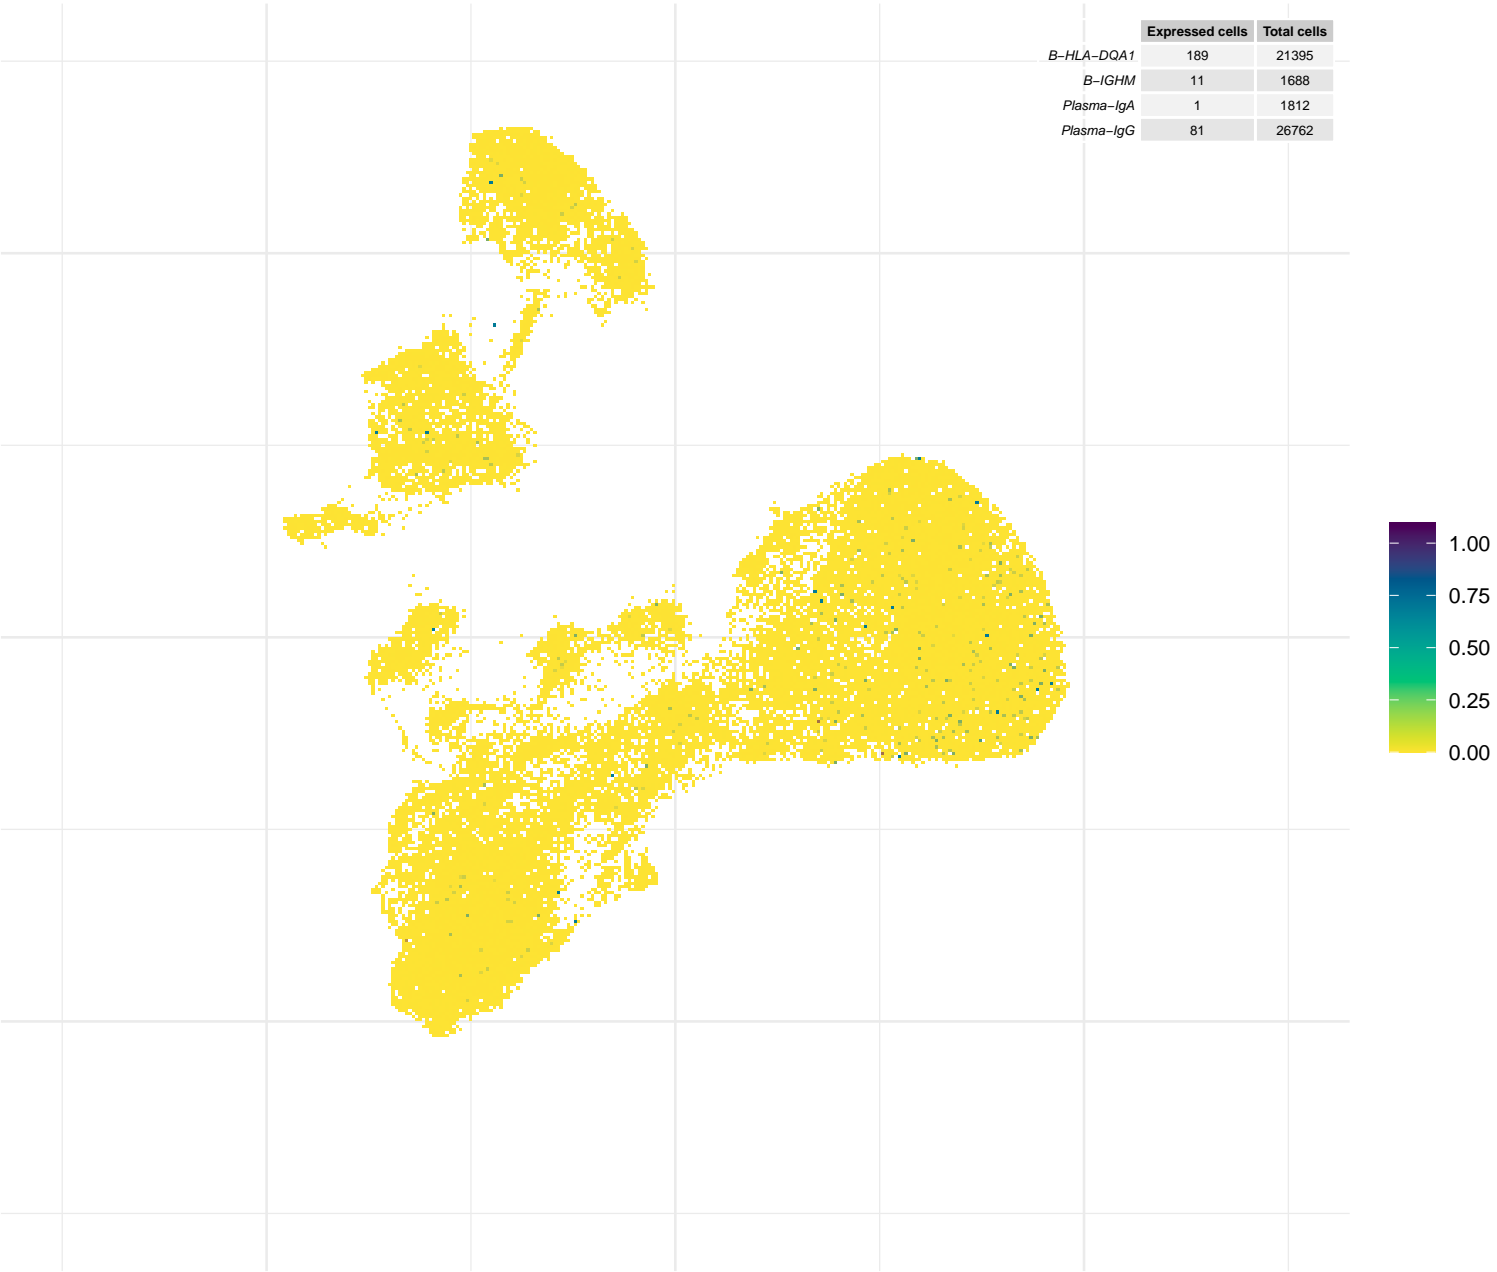 Expressed cells Total cells
B−HLA−DQA1 189 21395
B−IGHM 11 1688
Plasma−IgA 1 1812
Plasma−IgG 81 26762
1.00
0.75
0.50
0.25
0.00